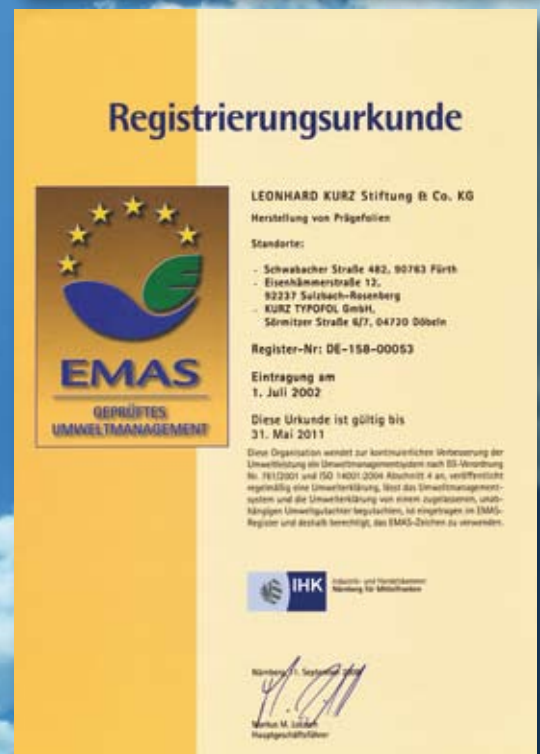 Registrierungsurkunde
EMAS
GEPRÜFTES
UMWELTMANAGEMENT
LEONHARD KURZ Stiftung & Co. KG
Herstellung von Prägefolien
Standorte:
- Schwabacher Straße 482, 90763 Fürth
- Eisenhämmerstraße 12,
92237 Sulzbach-Rosenberg
- KURZ TYPOFOL GmbH,
Sörmitzer Straße 6/7, 04720 Döbeln
Register-Nr: DE-158-00053
Eintragung am
1. Juli 2002
Diese Urkunde ist gültig bis
31. Mai 2011
Diese Organisation wendet zur kontinuierlichen Verbesserung der
Umweltleistung ein Umweltmanagementsystem nach EG-Verordnung
Nr. 761/2001 und ISO 14001:2004 Abschnitt 4 an, veröffentlicht
regelmäßig eine Umwelterklärung, lässt das Umweltmanagement-
system und die Umwelterklärung von einem zugelassenen, unab-
hängigen Umweltgutachter begutachten, ist eingetragen im EMAS-
Register und deshalb berechtigt, das EMAS-Zeichen zu verwenden.
IHK
Industrie- und Handelskammer
Nürnberg für Mittelfranken
Nürnberg, 11. September
Markus M.
Hauptgeschäftsführer